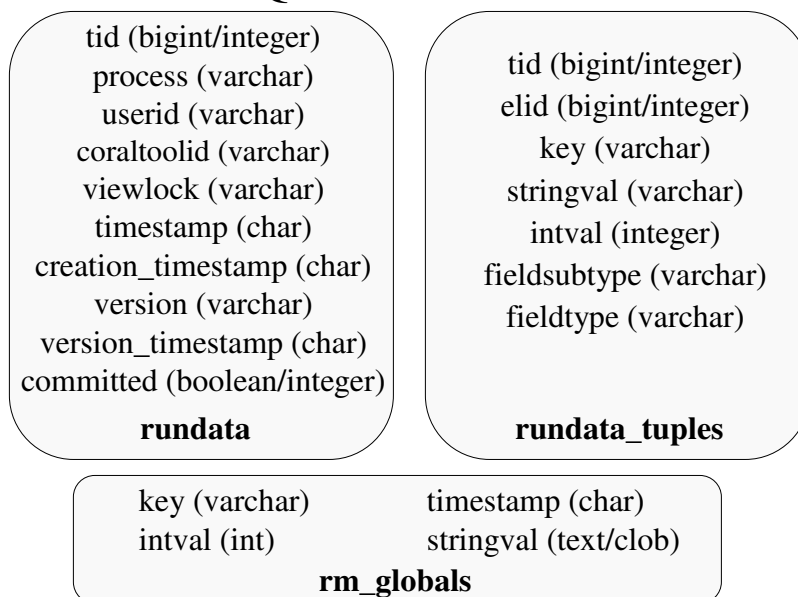 tid (bigint/integer)
process (varchar)
userid (varchar)
coraltoolid (varchar)
viewlock (varchar)
timestamp (char)
creation_timestamp (char)
version (varchar)
version_timestamp (char)
committed (boolean/integer)
rundata
tid (bigint/integer)
elid (bigint/integer)
key (varchar)
stringval (varchar)
intval (integer)
fieldsubtype (varchar)
fieldtype (varchar)
rundata_tuples
key (varchar) timestamp (char)
intval (int) stringval (text/clob)
rm_globals